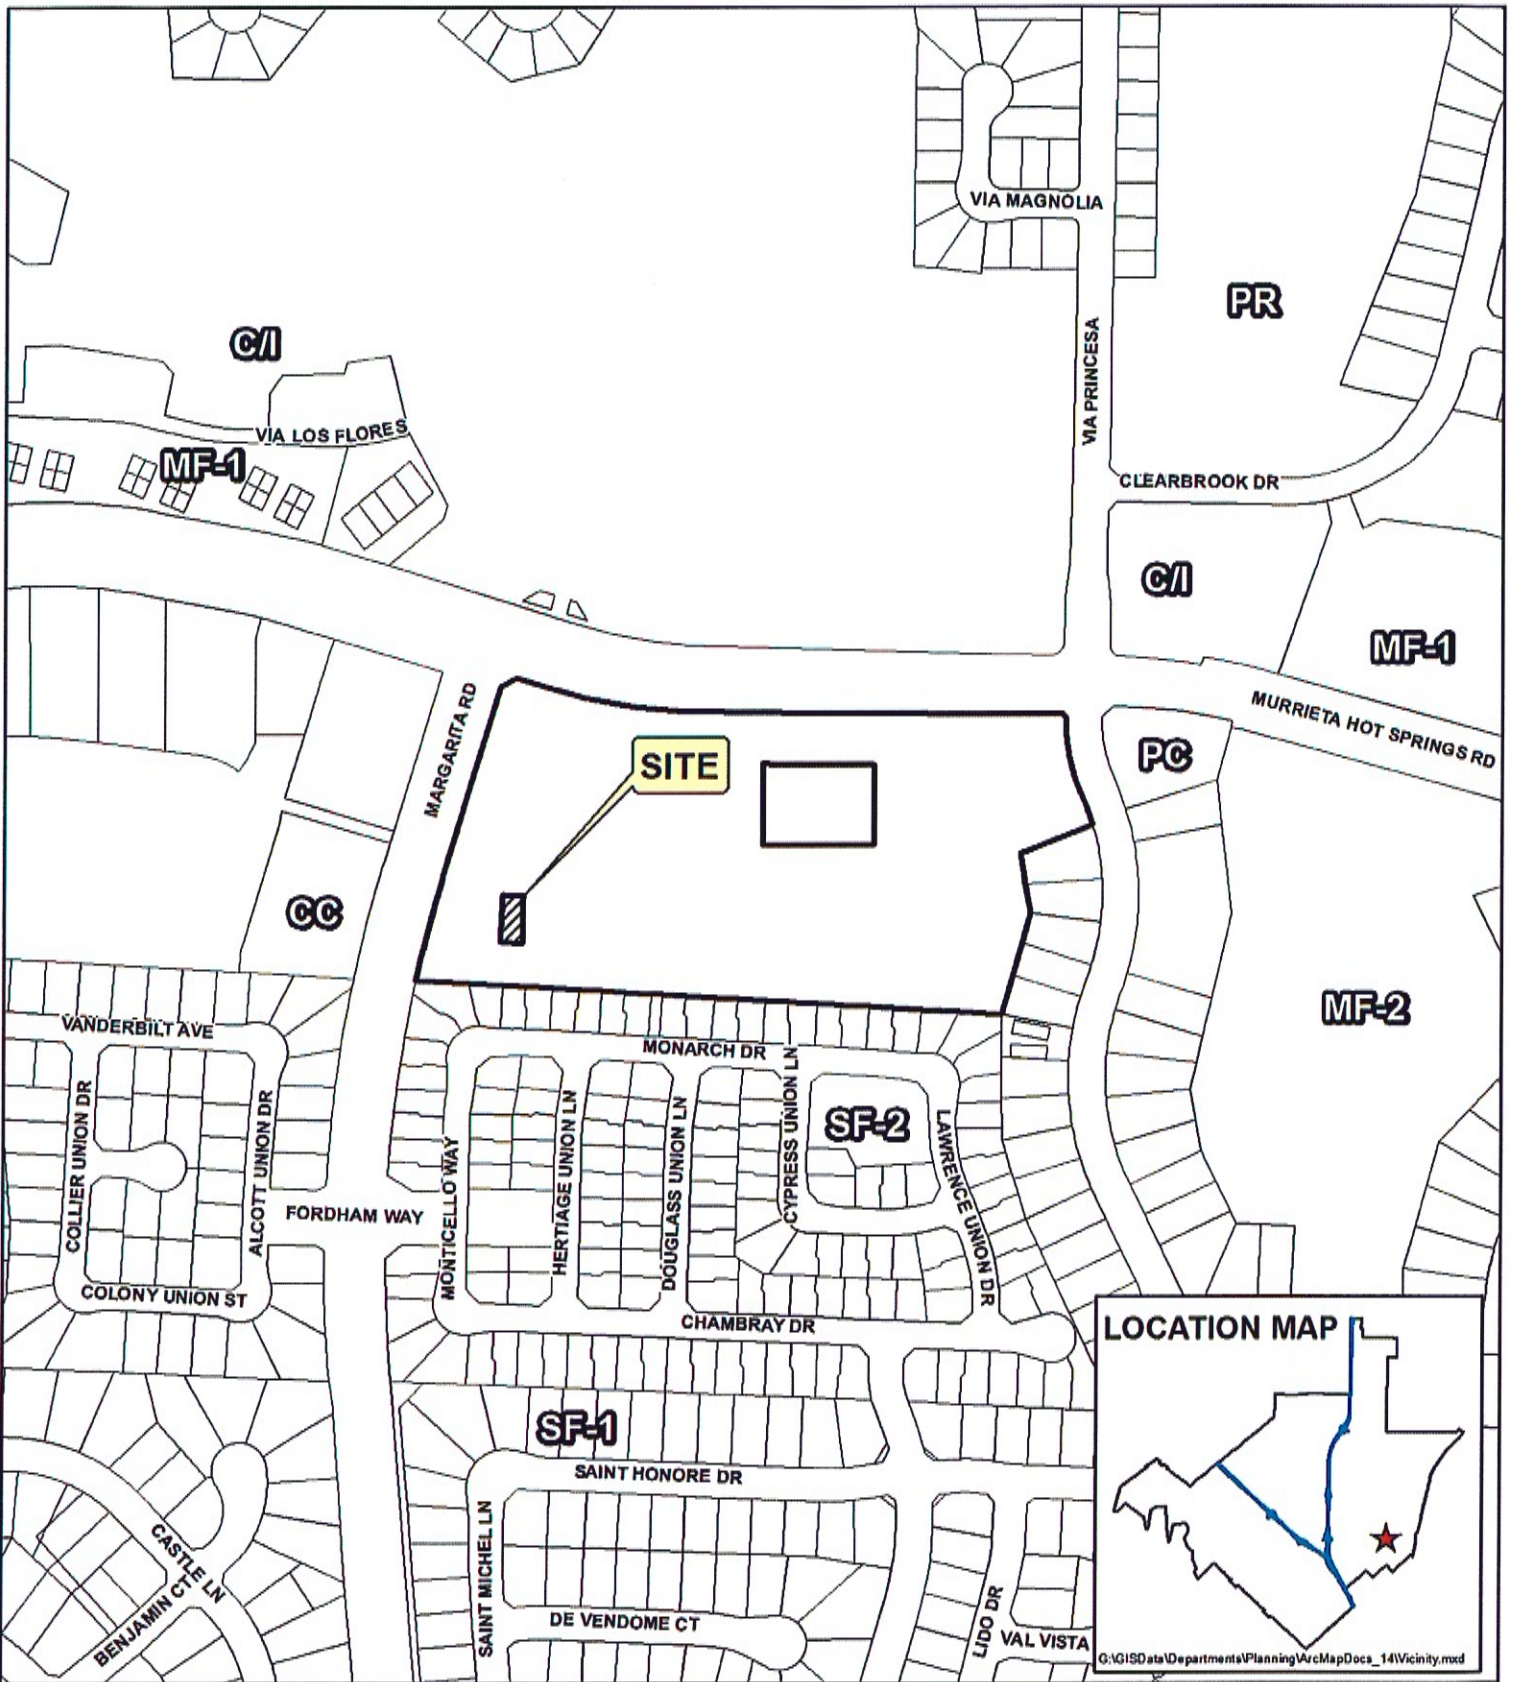 VIA MAGNOLIA
PR
VIA PRINCESA
C/I
VIA LOS FLORES
MF-1
CLEARBROOK DR
C/I
MF-1
MURRIETA HOT SPRINGS RD
MARGARITA RD
SITE
PC
CC
MF-2
VANDERBILT AVE
MONARCH DR
COLLIER UNION DR
ALCOTT UNION DR
MONTICELLO WAY
HERTIAGE UNION LN
DOUGLASS UNION LN
CYPRESS UNION LN
SF-2
LAWRENCE UNION DR
FORDHAM WAY
COLONY UNION ST
CHAMBRAY DR
LOCATION MAP
SF-1
SAINT HONORE DR
CASTLE LN
BENJAMIN CT
SAINT MICHEL LN
DE VENDOME CT
LIDO DR
VAL VISTA
G:\GISData\Departments\Planning\ArcMapDocs_14\Vicinity.mxd